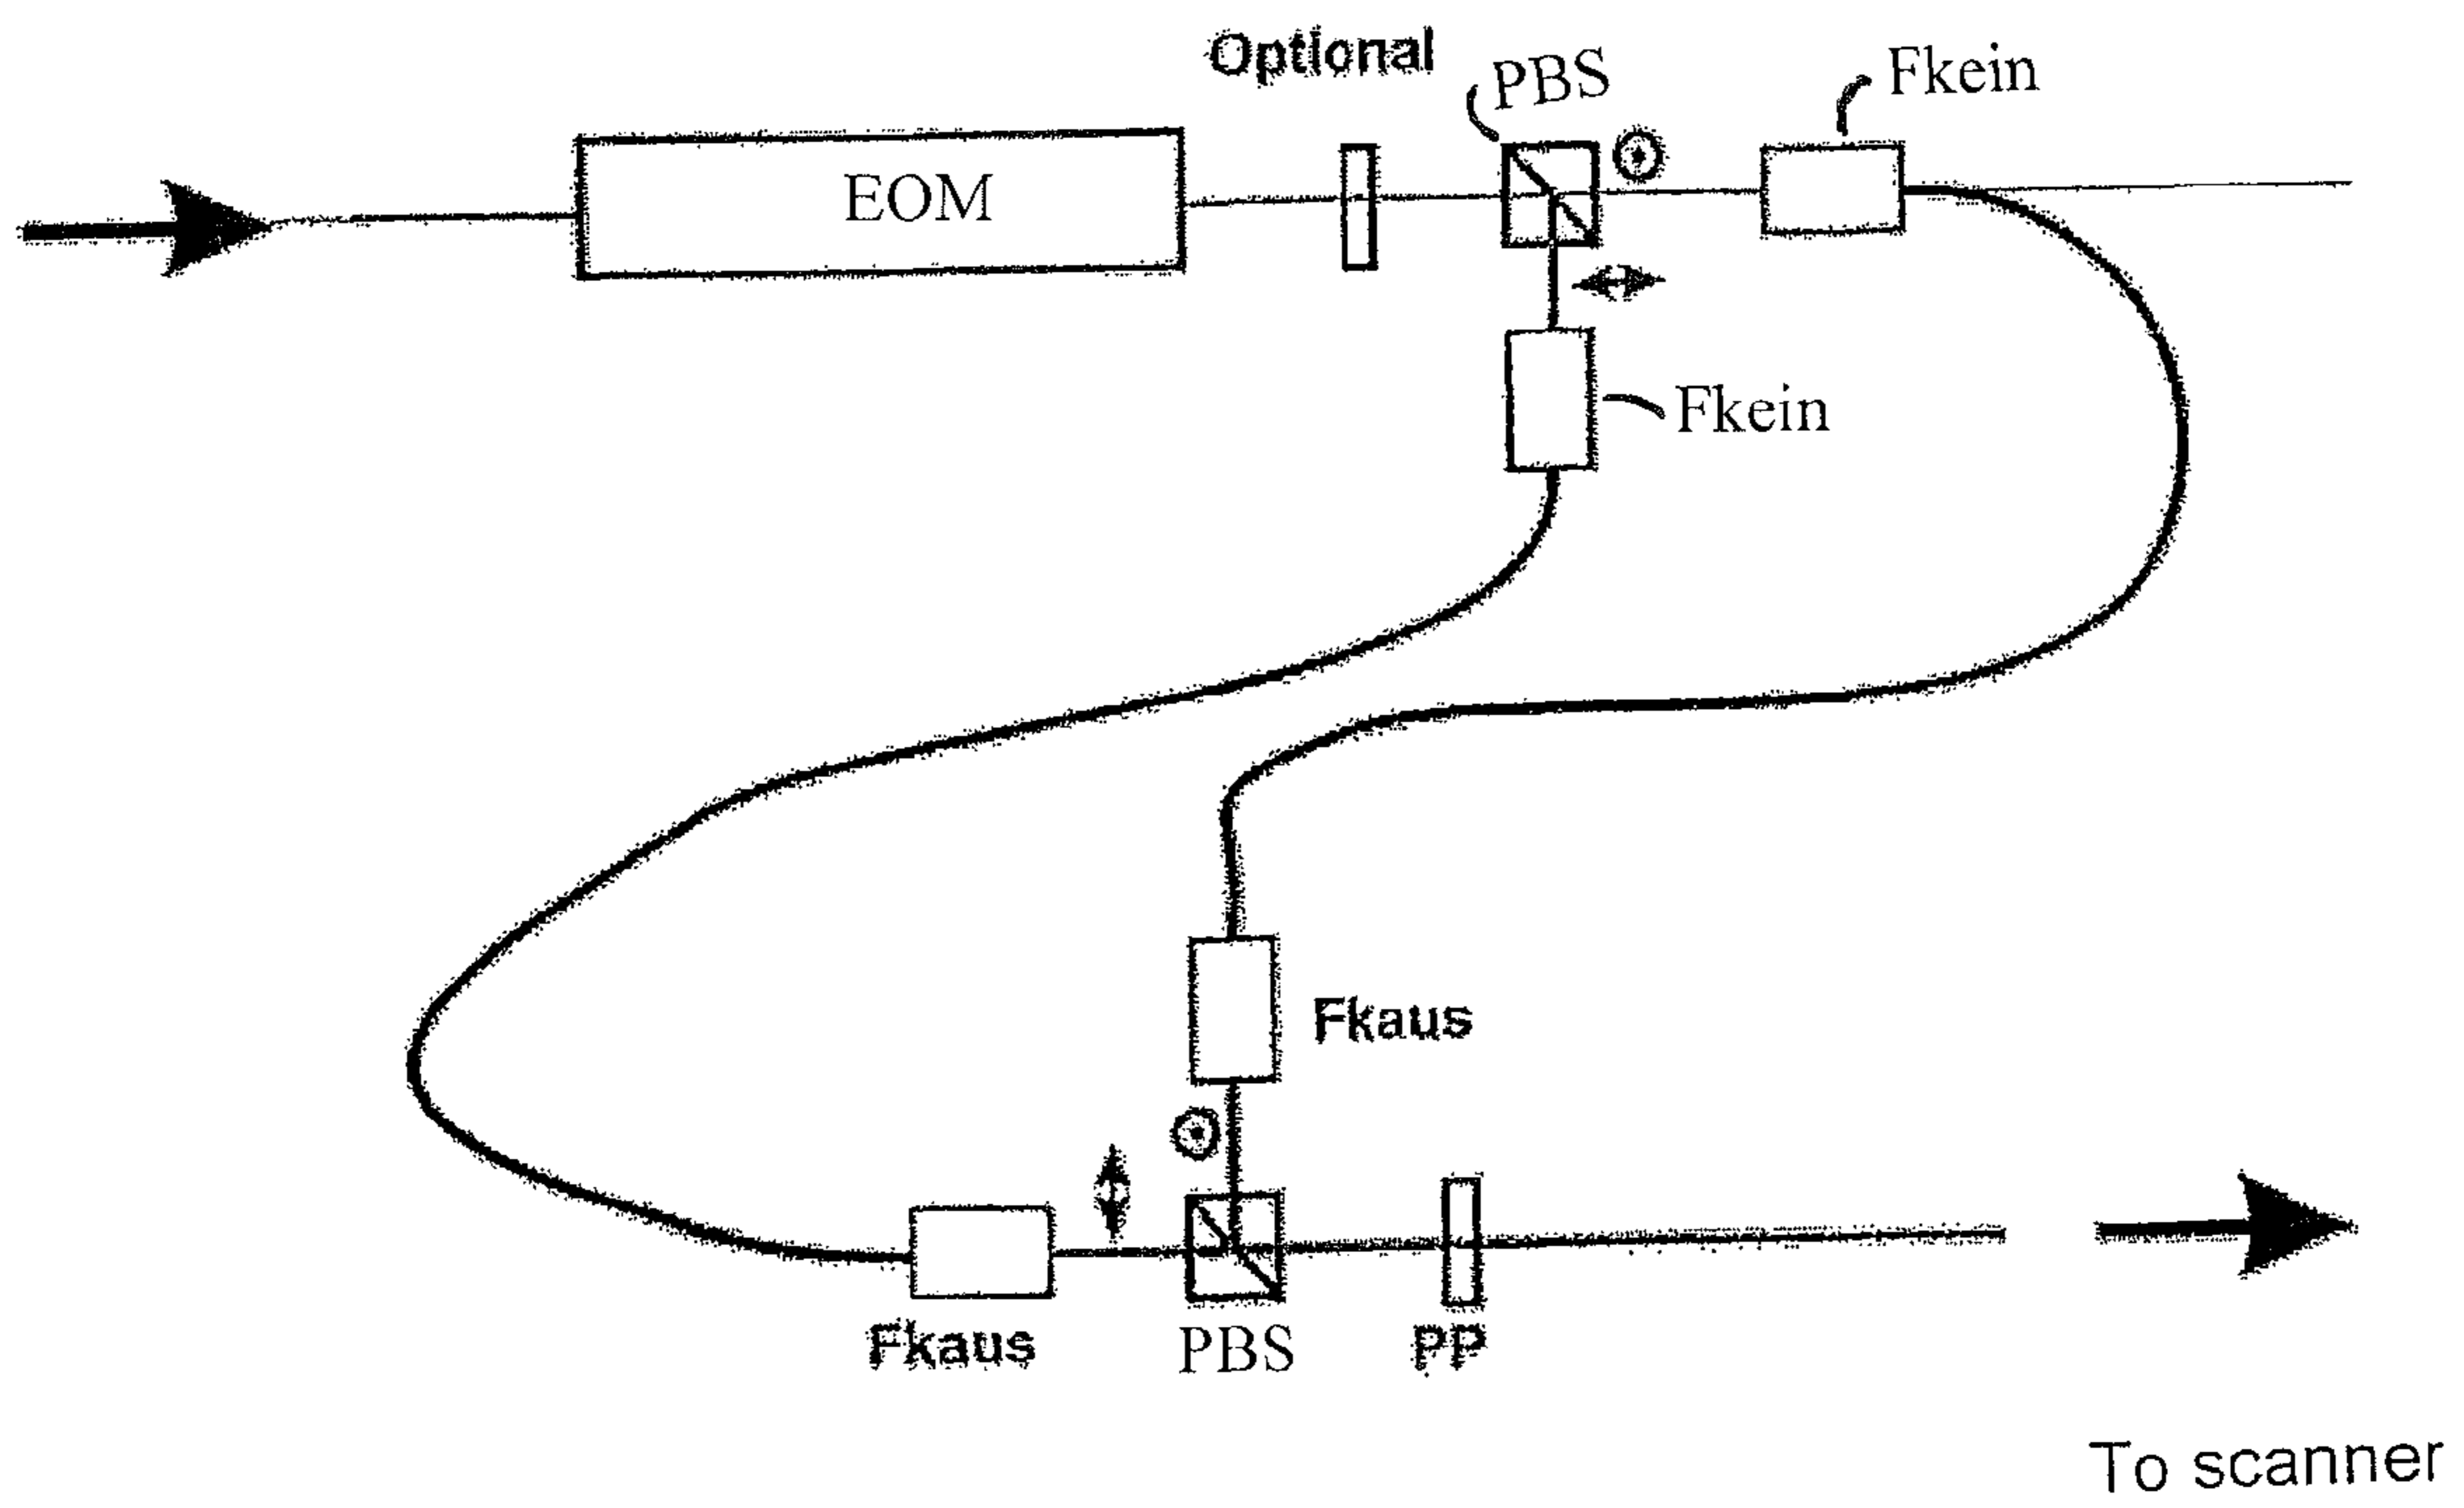 Optional
PBS
Fkein
EOM
Fkein
Fkaus
Fkaus
PBS
PP
To scanner